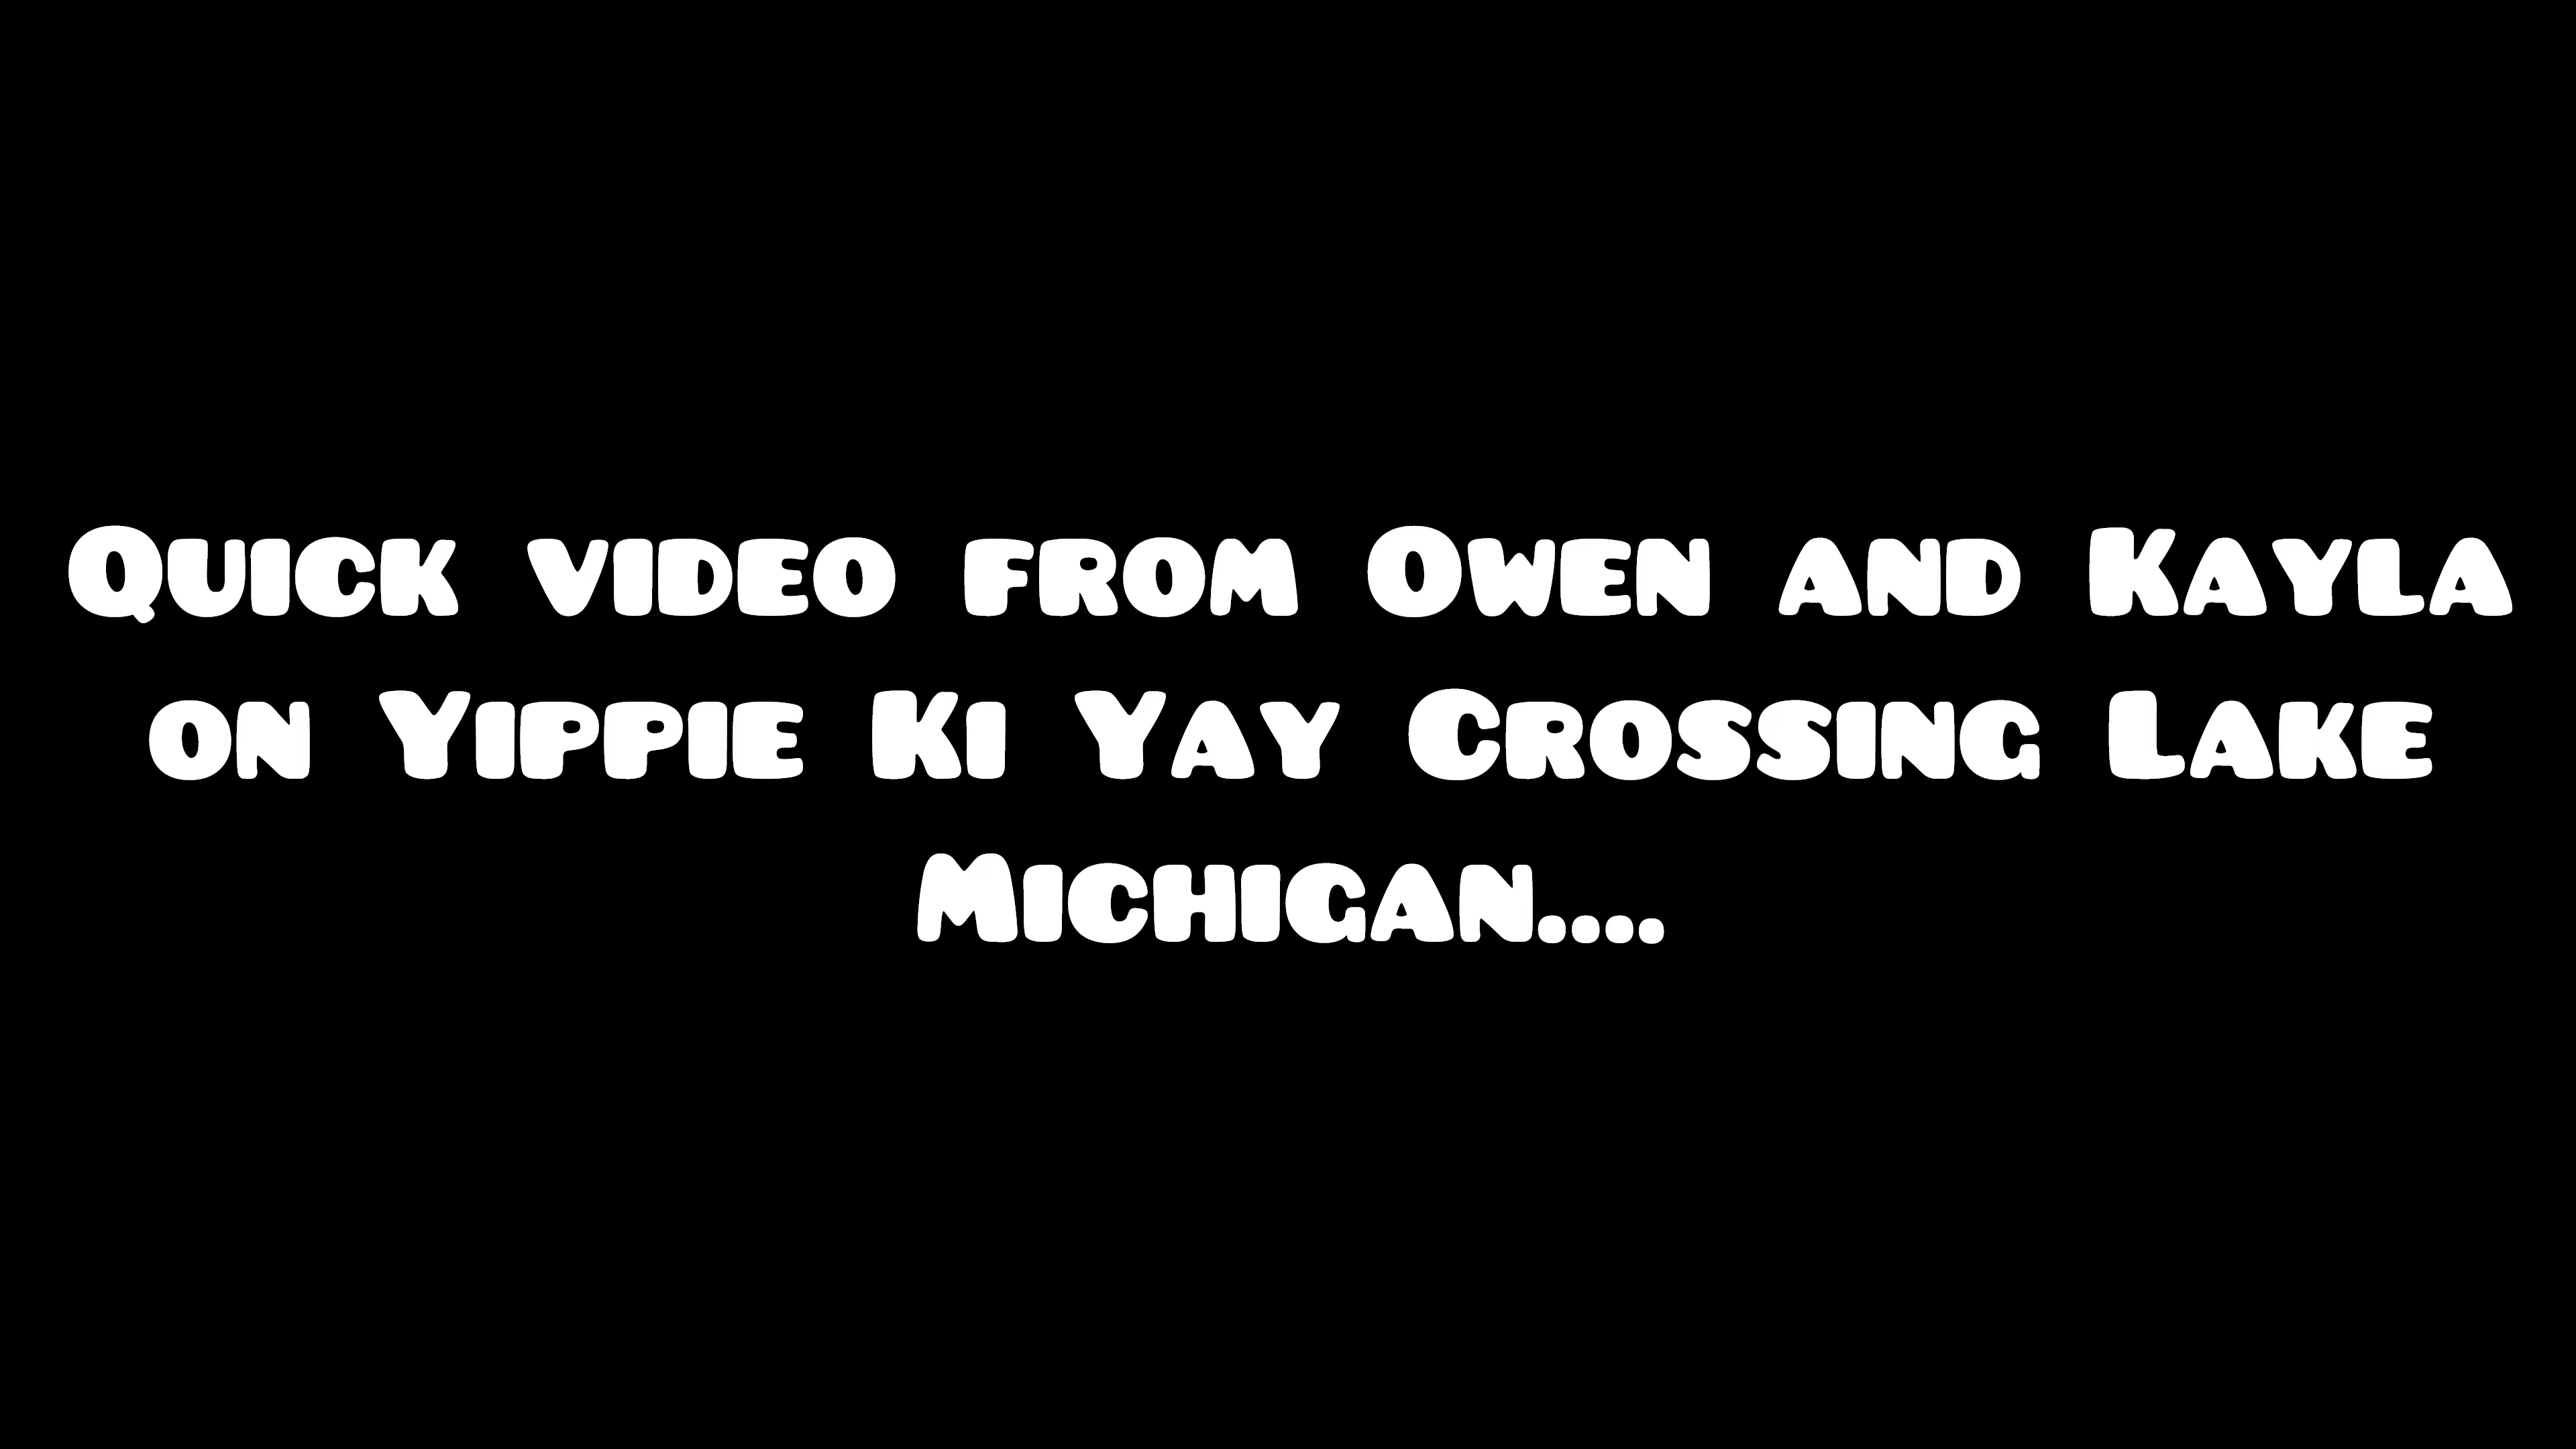 Quick video from Owen and Kayla
on Yippie Ki Yay Crossing Lake
Michigan....